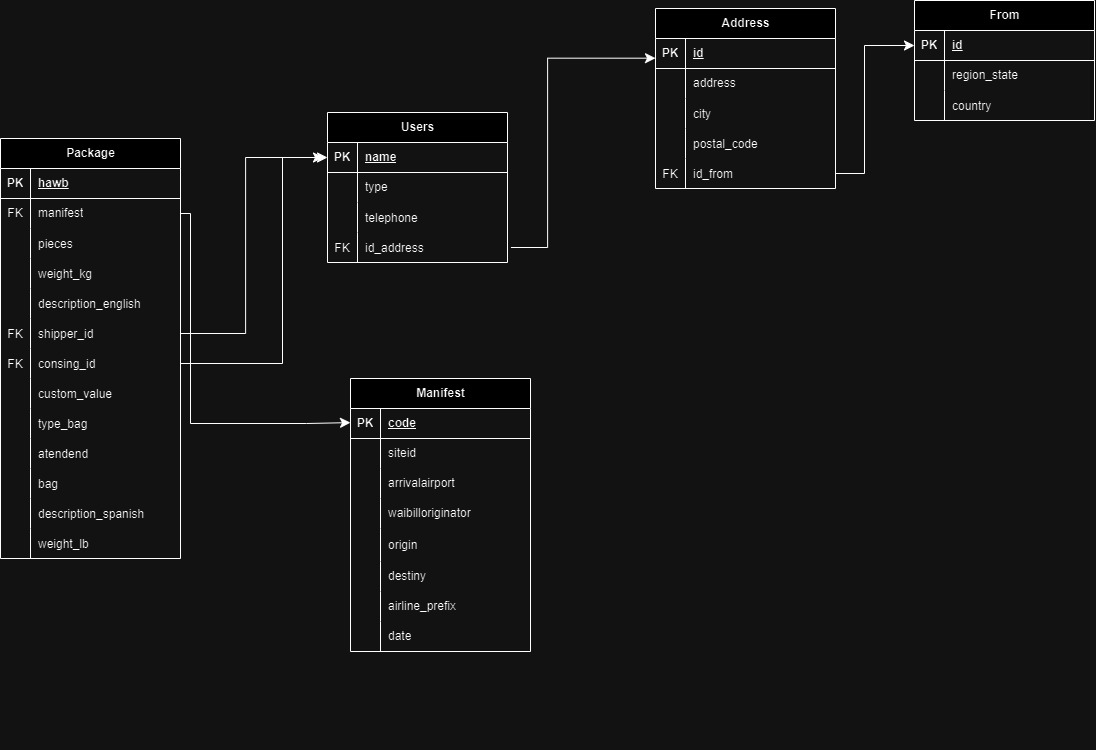 Package
PK hawb
FK manifest
pieces
weight_kg
description_english
FK shipper_id
FK consing_id
custom_value
type_bag
atendend
bag
description_spanish
weight_lb
Users
PK name
type
telephone
FK id_address
Manifest
PK code
siteid
arrivalairport
waibilloriginator
origin
destiny
airline_prefix
date
Address
PK id
address
city
postal_code
FK id_from
From
PK id
region_state
country